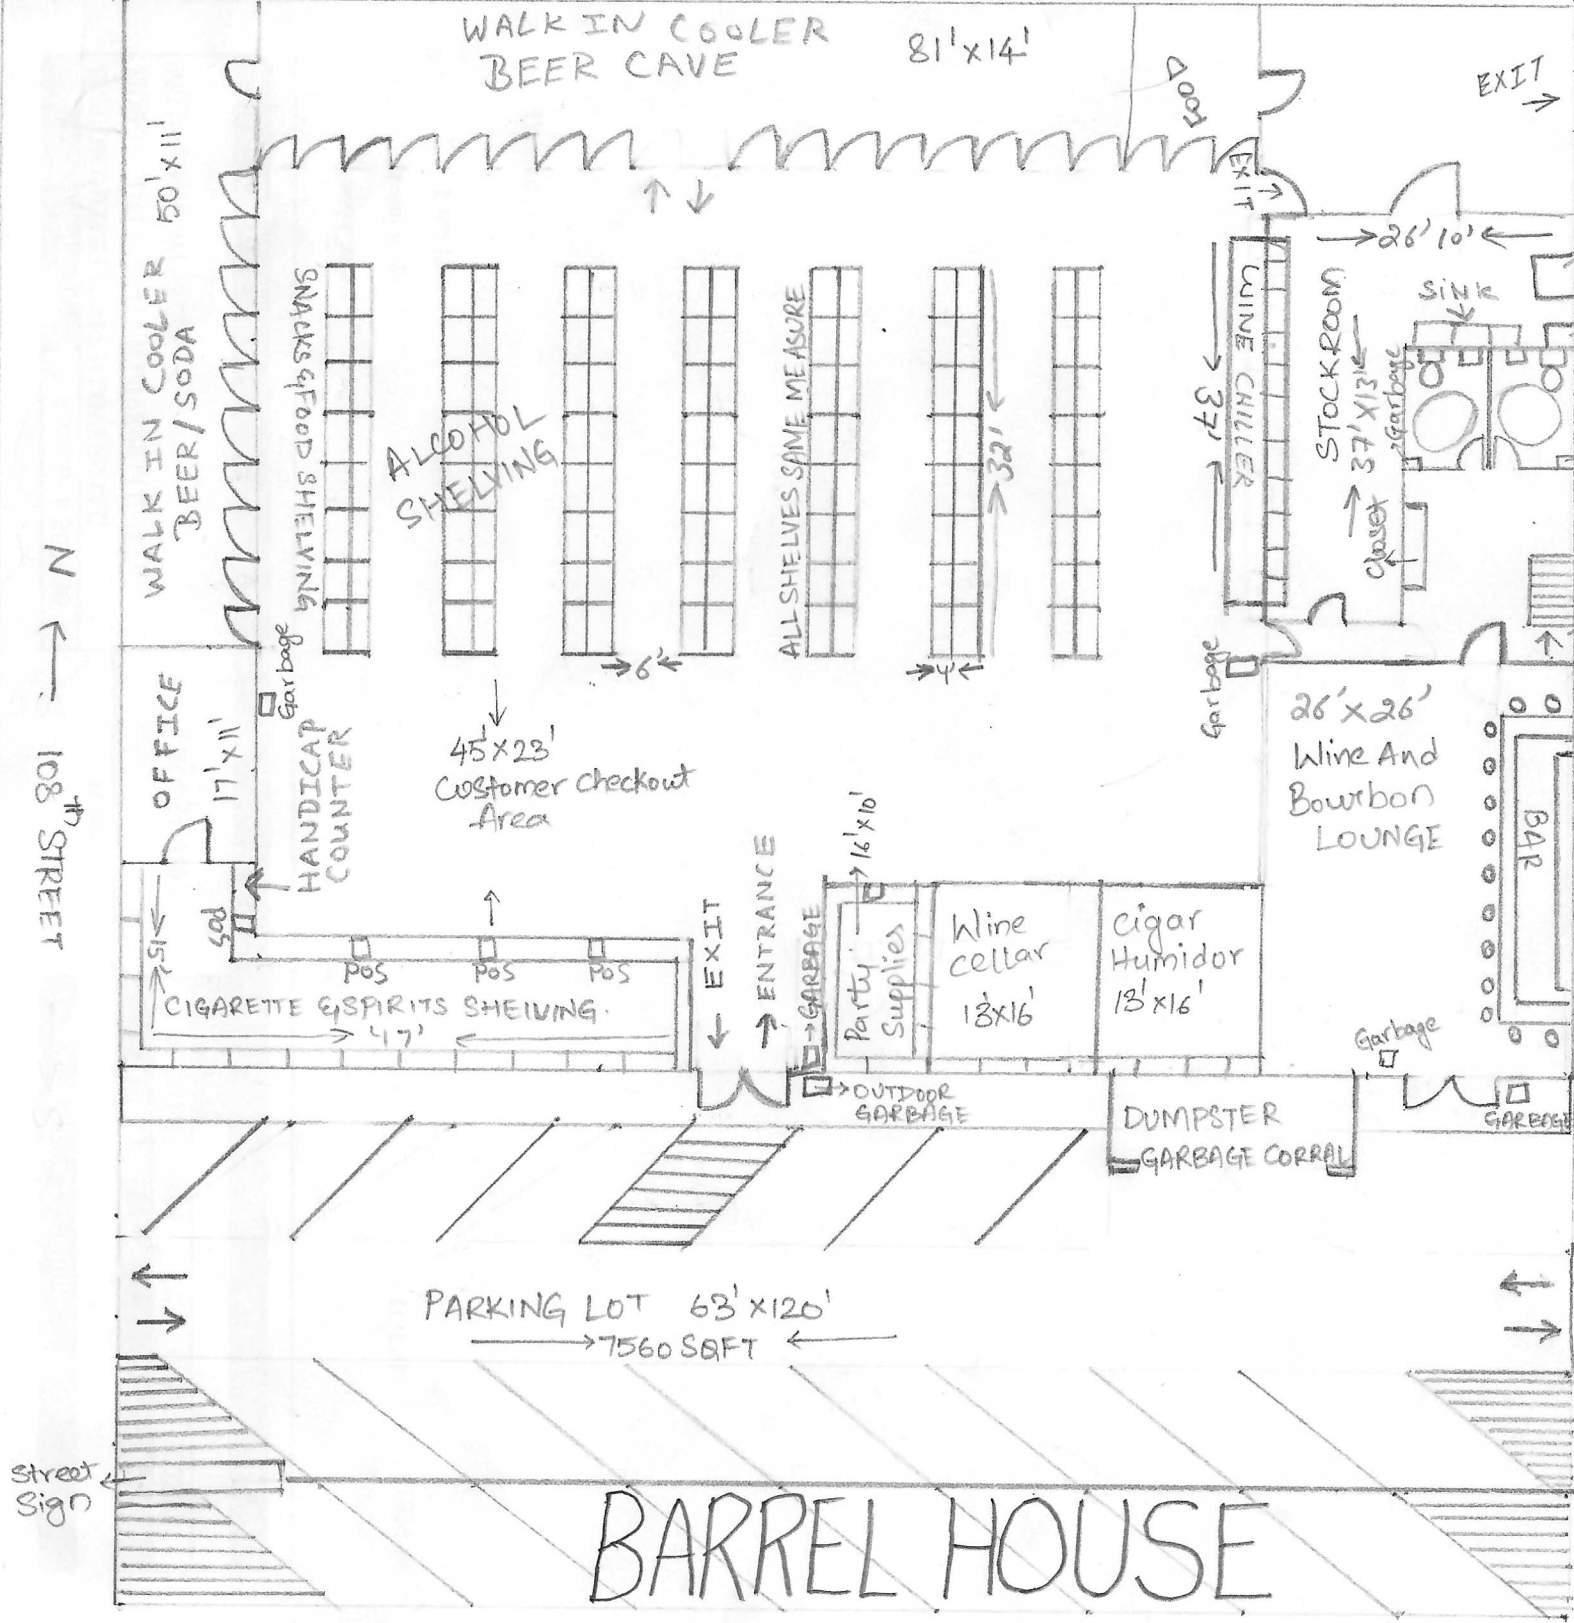 WALK IN COOLER
BEER CAVE
81'X14'
DOOR
EXIT
EXIT
WALK IN COOLER 50'X11'
BEER/SODA
SNACKS & FOOD SHELVING
ALCOHOL
SHELVING
ALL SHELVES SAME MEASURE
32'
6'
4'
WINE CHILLER
37'
26'10'
STOCKROOM
37'X13'
SINK
Garbage
Closet
N
108TH STREET
OFFICE
17'X11'
Garbage
HANDICAP
COUNTER
45'X23'
Customer Checkout
Area
Garbage
26'X26'
Wine And
Bourbon
LOUNGE
BAR
POS
15'
POS
POS
POS
CIGARETTE & SPIRITS SHELVING
47'
EXIT
ENTRANCE
GARBAGE
16'X10'
Party
Supplies
Wine
cellar
13'X16'
Cigar
Humidor
13'X16'
Garbage
OUTDOOR
GARBAGE
DUMPSTER
GARBAGE CORRAL
GARBAGE
PARKING LOT 63'X120'
7560 SQFT
Street
Sign
BARREL HOUSE